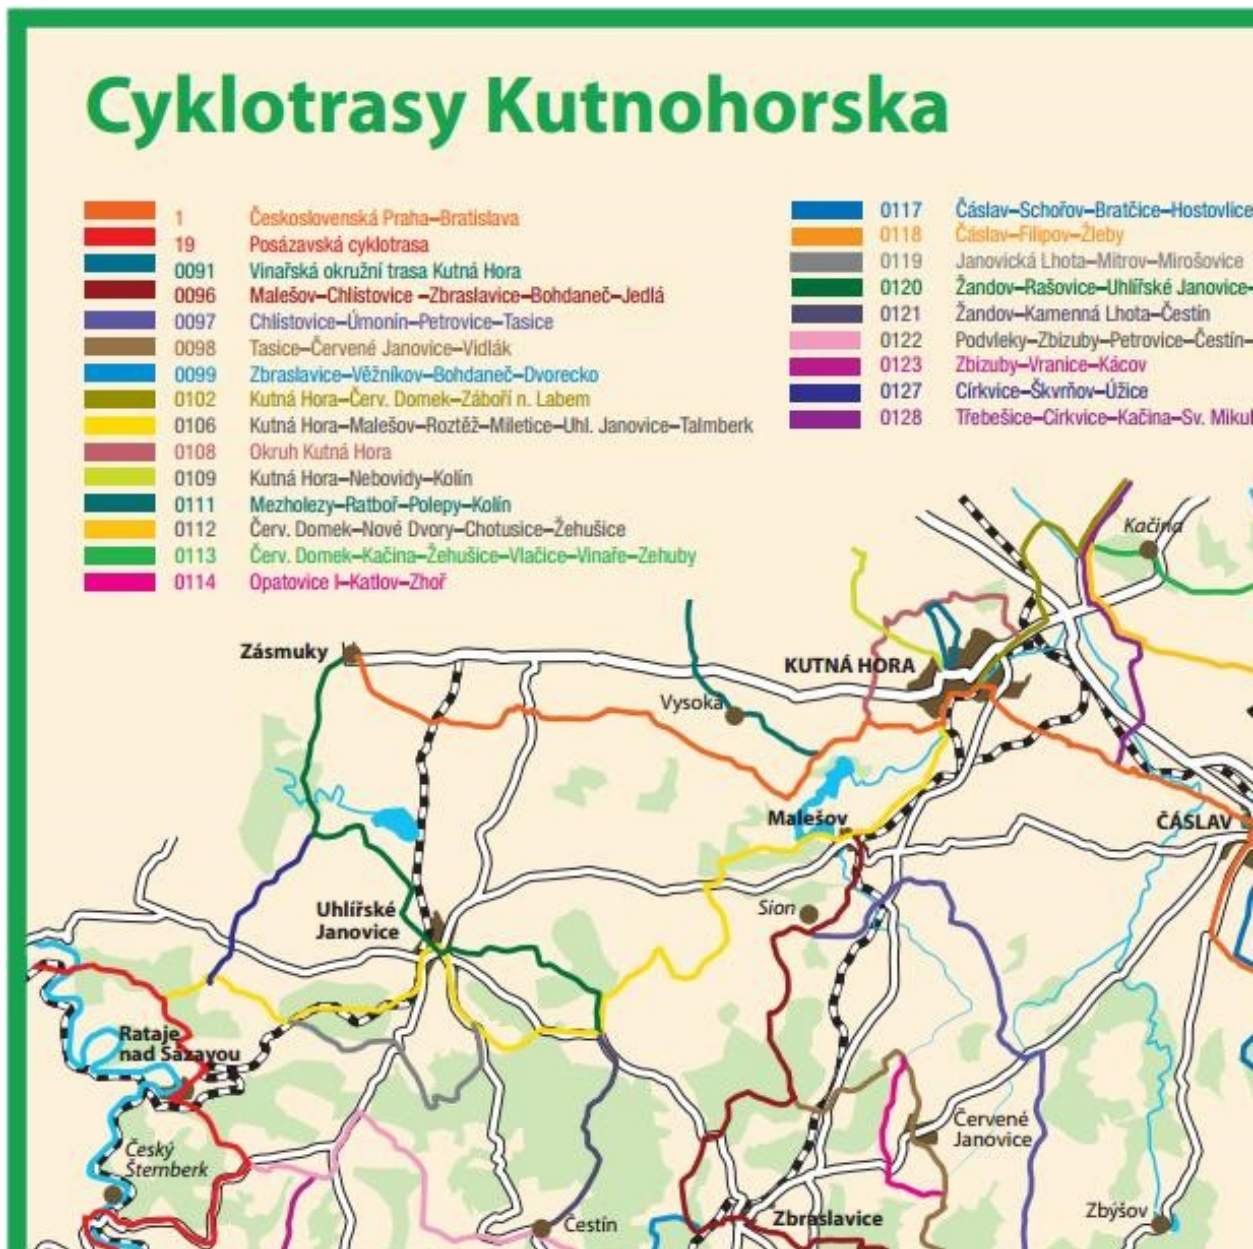 Cyklotrasy Kutnohorska
1 Československá Praha–Bratislava
19 Posázavská cyklotrasa
0091 Vinařská okružní trasa Kutná Hora
0096 Malešov–Chlístovice –Zbraslavice–Bohdaneč–Jedlá
0097 Chlístovice–Úmonín–Petrovice–Tasice
0098 Tasice–Červené Janovice–Vidlák
0099 Zbraslavice–Věžníkov–Bohdaneč–Dvorecko
0102 Kutná Hora–Červ. Domek–Záboří n. Labem
0106 Kutná Hora–Malešov–Roztěž–Miletice–Uhl. Janovice–Talmberk
0108 Okruh Kutná Hora
0109 Kutná Hora–Nebovidy–Kolín
0111 Mezholezy–Ratboř–Polepy–Kolín
0112 Červ. Domek–Nové Dvory–Chotusice–Žehušice
0113 Červ. Domek–Kačina–Žehušice–Vlačice–Vinaře–Zehuby
0114 Opatovice I–Katlov–Zhoř
0117 Čáslav–Schořov–Bratčice–Hostovlice
0118 Čáslav–Filipov–Žleby
0119 Janovická Lhota–Mitrov–Mirošovice
0120 Žandov–Rašovice–Uhlířské Janovice–
0121 Žandov–Kamenná Lhota–Čestín
0122 Podvleky–Zbizuby–Petrovice–Čestín–
0123 Zbizuby–Vranice–Kácov
0127 Církvice–Škvrňov–Úžice
0128 Třebešice–Církvice–Kačina–Sv. Mikul
Kačina
Zásmuky
KUTNÁ HORA
Vysoká
Malešov
ČÁSLAV
Uhlířské
Janovice
Sion
Rataje
nad Sázavou
Červené
Janovice
Český
Šternberk
Čestín
Zbraslavice
Zbýšov